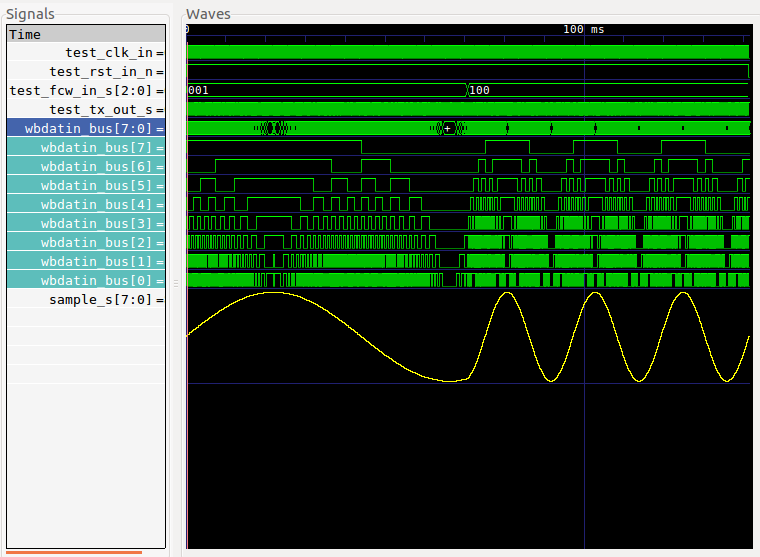 Signals
Waves
Time
0
100 ms
test_clk_in =
test_rst_in_n =
test_fcw_in_s[2:0] =
001
100
test_tx_out_s =
wbdatin_bus[7:0] =
+
wbdatin_bus[7] =
wbdatin_bus[6] =
wbdatin_bus[5] =
wbdatin_bus[4] =
wbdatin_bus[3] =
wbdatin_bus[2] =
wbdatin_bus[1] =
wbdatin_bus[0] =
sample_s[7:0] =